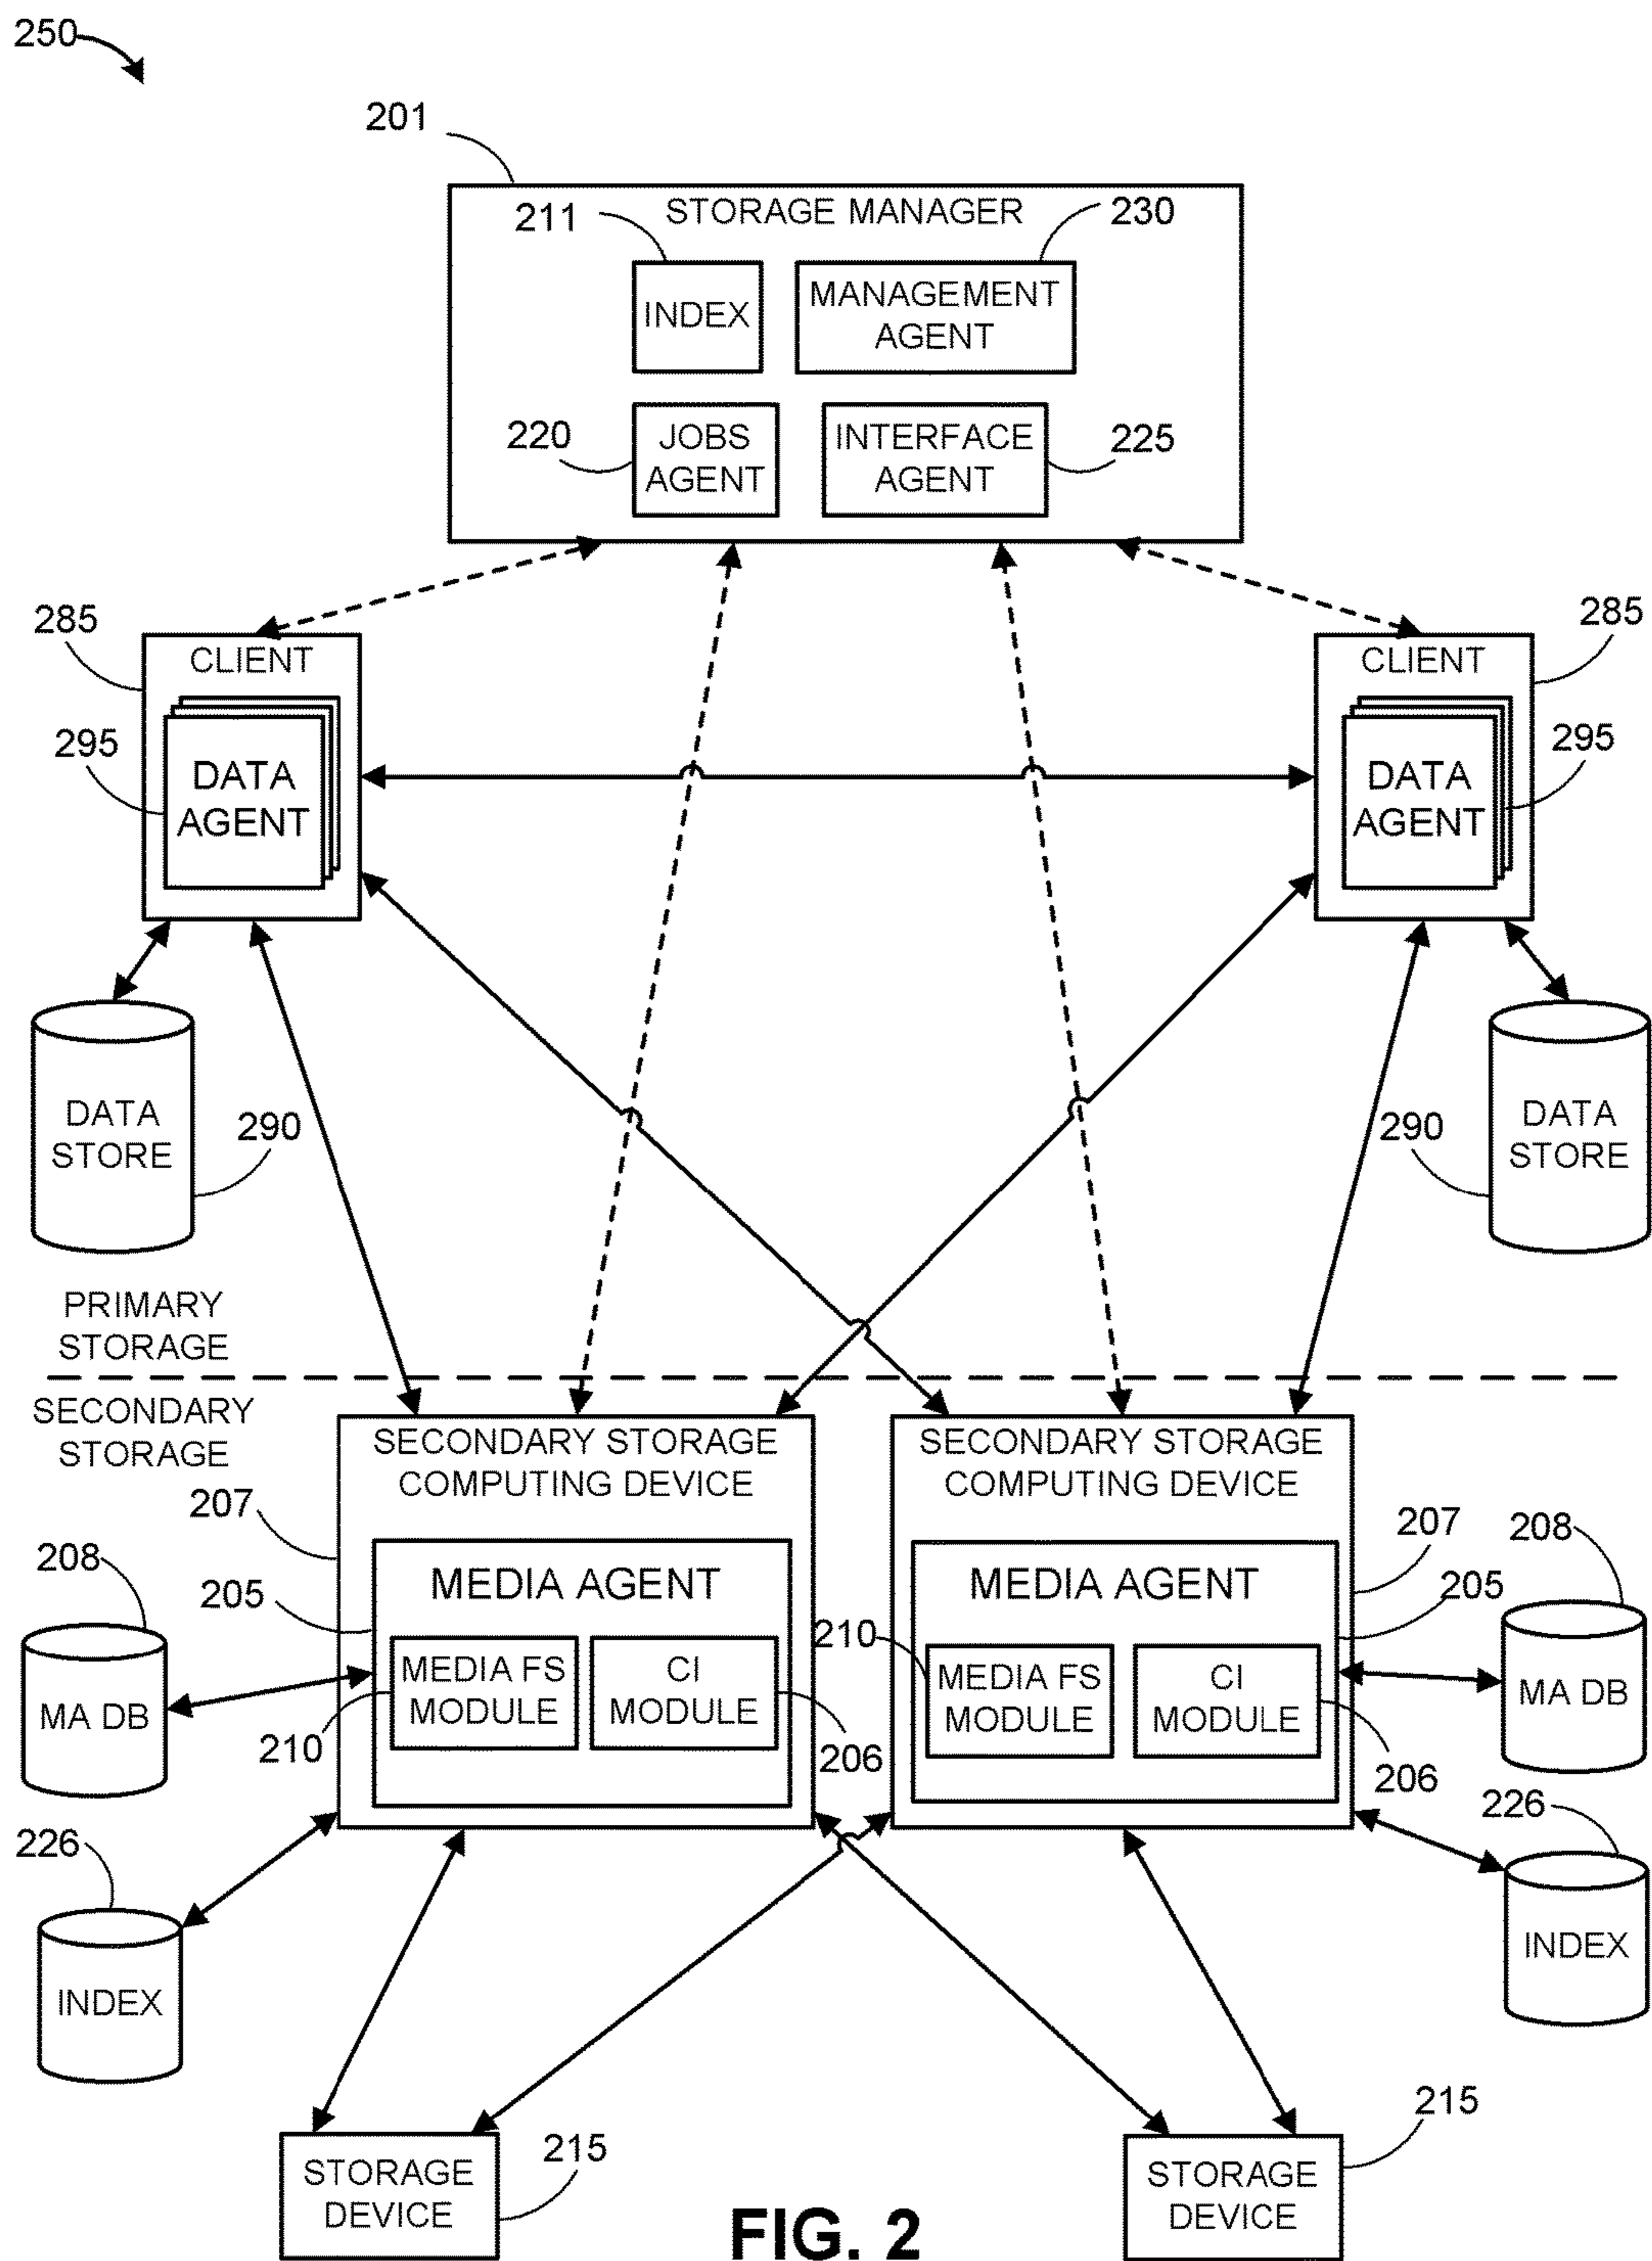 250
201
STORAGE MANAGER
211
230
INDEX
MANAGEMENT
AGENT
220
JOBS
AGENT
INTERFACE
AGENT
225
285
CLIENT
295
DATA
AGENT
285
CLIENT
295
DATA
AGENT
DATA
STORE
290
290
DATA
STORE
PRIMARY
STORAGE
SECONDARY
STORAGE
SECONDARY STORAGE
COMPUTING DEVICE
207
MEDIA AGENT
205
MEDIA FS
MODULE
210
CI
MODULE
206
208
MA DB
226
INDEX
SECONDARY STORAGE
COMPUTING DEVICE
207
MEDIA AGENT
205
210
MEDIA FS
MODULE
CI
MODULE
206
208
MA DB
226
INDEX
STORAGE
DEVICE
215
215
STORAGE
DEVICE
FIG. 2